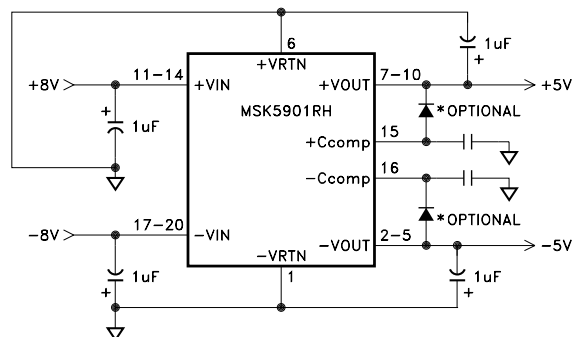 6
1uF
+
+8V
11-14
+VIN
+VRTN
+VOUT
7-10
+5V
+
1uF
MSK5901RH
*OPTIONAL
+Ccomp
15
-Ccomp
16
-8V
17-20
-VIN
*OPTIONAL
-VOUT
2-5
-5V
-VRTN
1uF
+
1
1uF
+